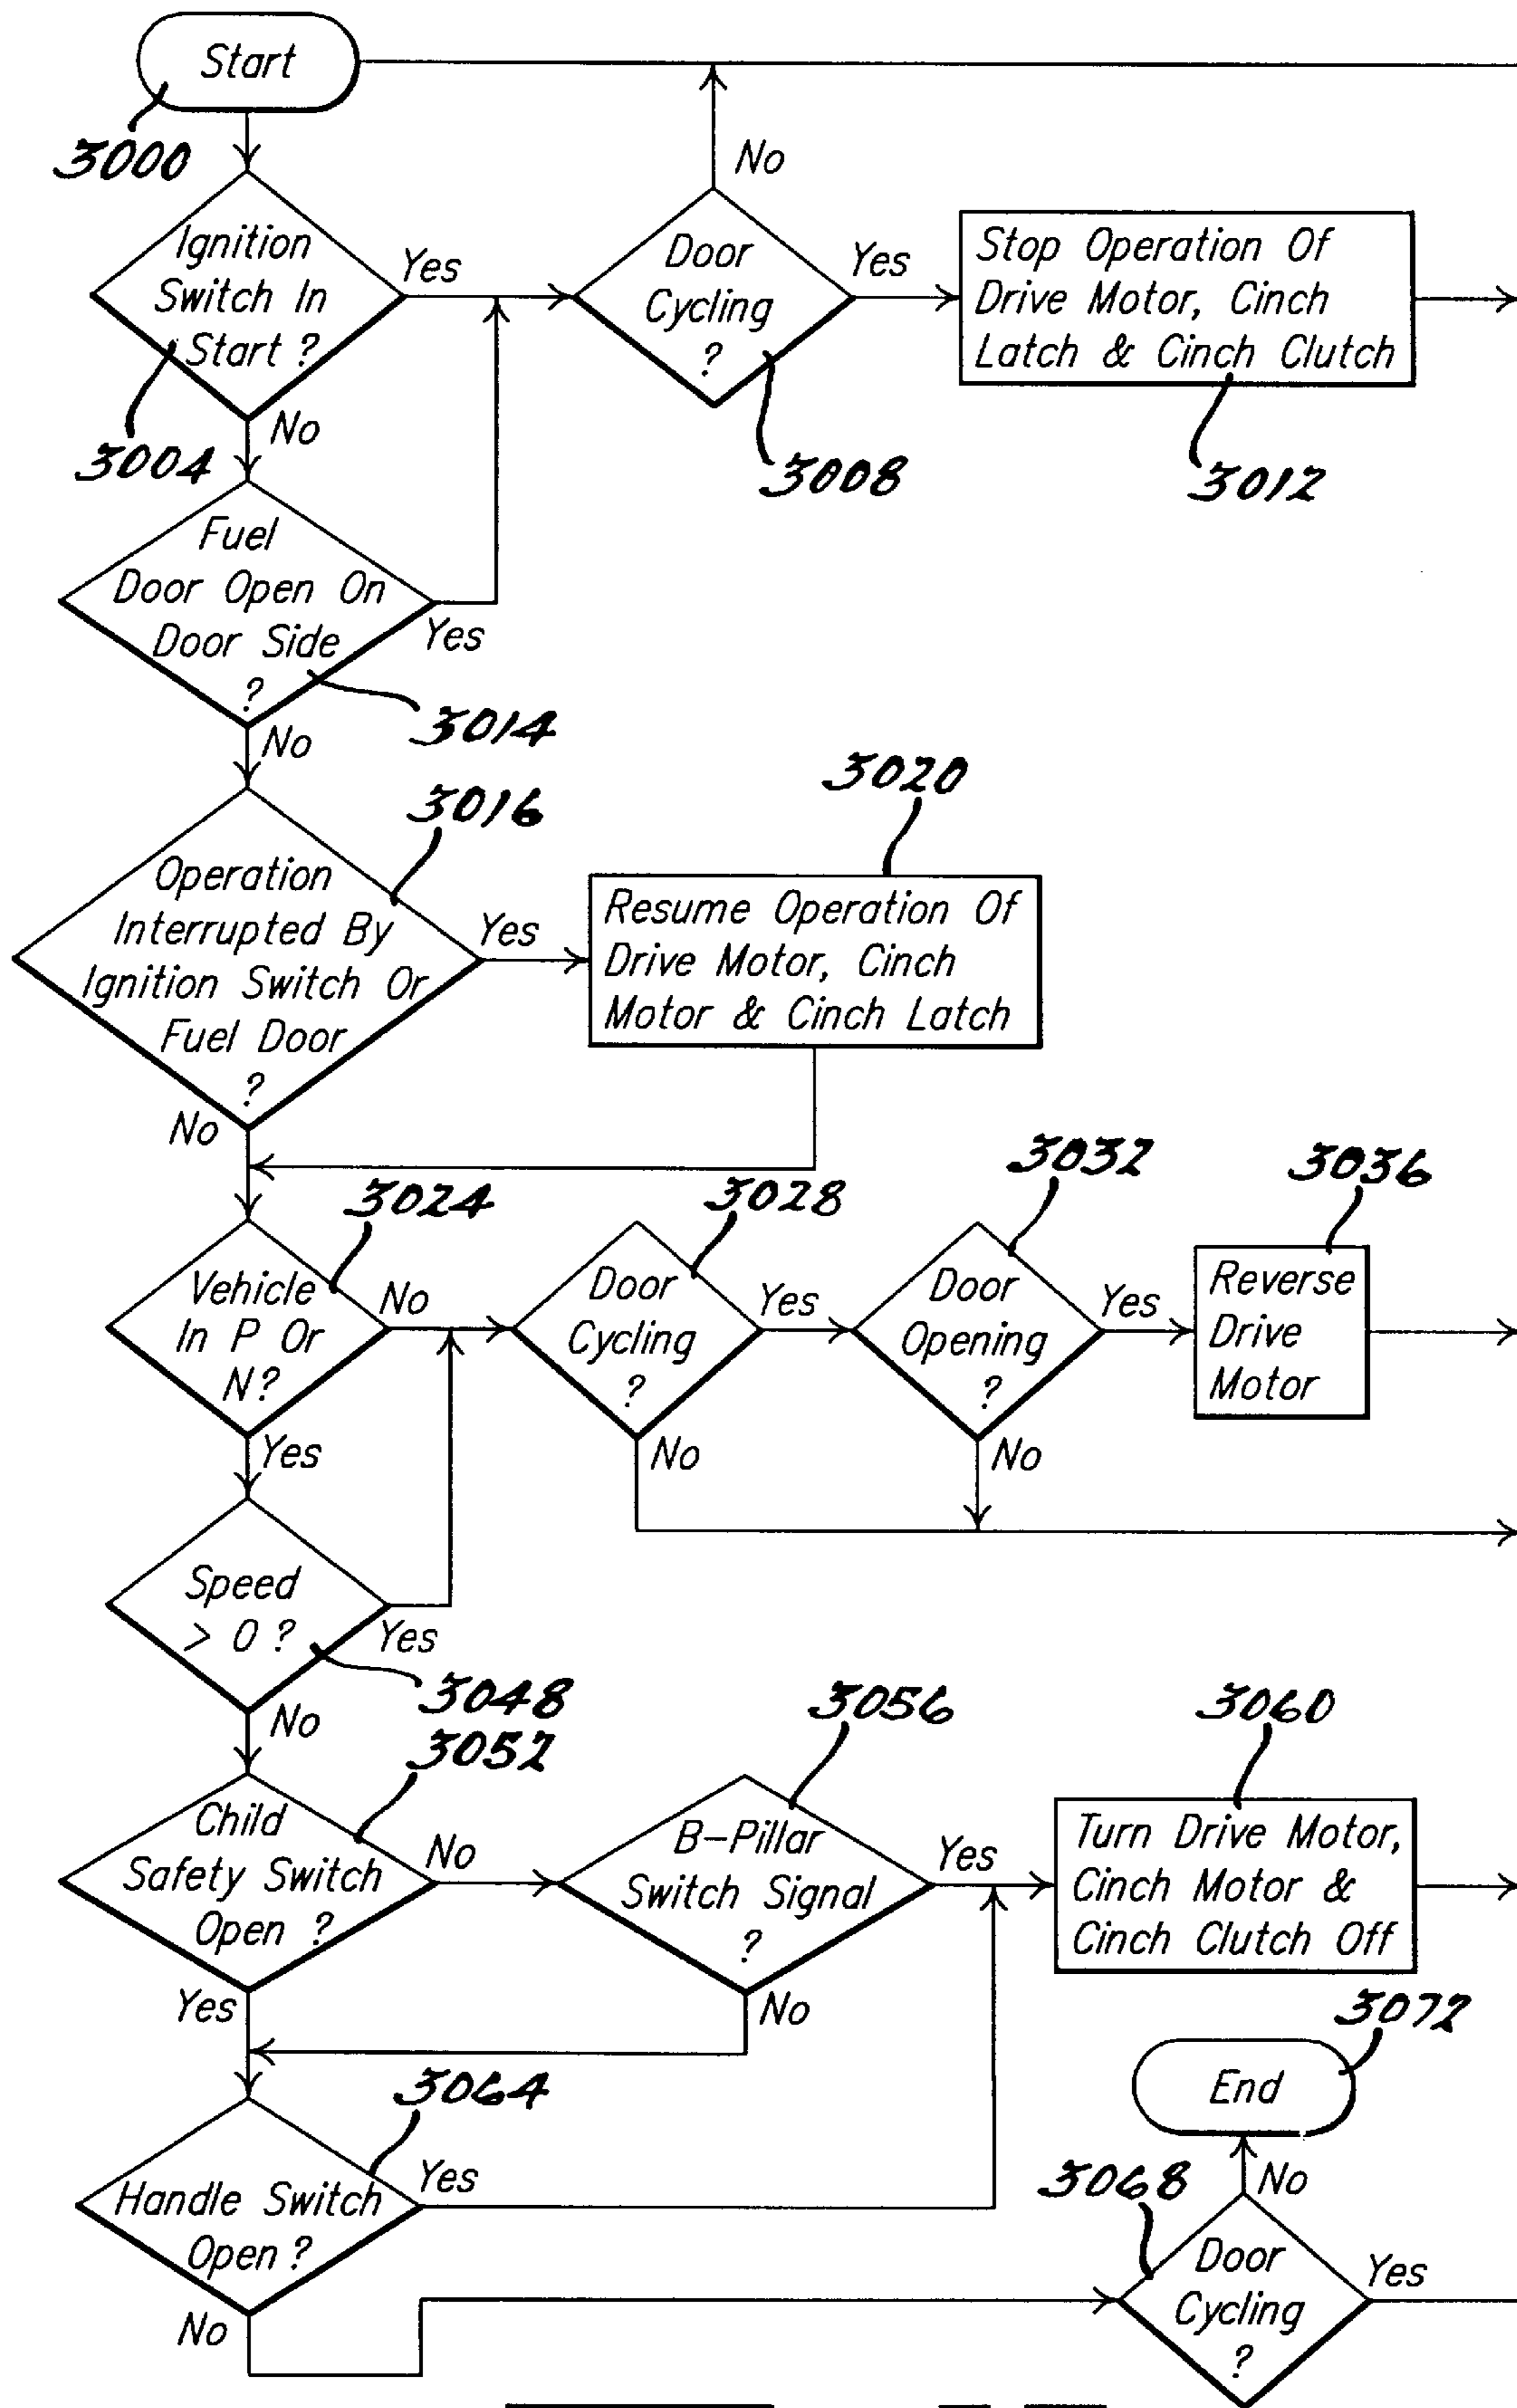 Start
3000
No
Ignition
Switch In
Start ?
Yes
Door
Cycling
?
Yes
Stop Operation Of
Drive Motor, Cinch
Latch & Cinch Clutch
3004
No
3008
3012
Fuel
Door Open On
Door Side
?
Yes
3014
No
3016
3020
Operation
Interrupted By
Ignition Switch Or
Fuel Door
?
Yes
Resume Operation Of
Drive Motor, Cinch
Motor & Cinch Latch
No
3024
3028
3032
3036
Vehicle
In P Or
N?
No
Door
Cycling
?
Yes
Door
Opening
?
Yes
Reverse
Drive
Motor
Yes
No
No
Speed
> 0 ?
Yes
3048
No
3052
3056
3060
Child
Safety Switch
Open ?
No
B-Pillar
Switch Signal
?
Yes
Turn Drive Motor,
Cinch Motor &
Cinch Clutch Off
Yes
No
3072
End
3064
Handle Switch
Open ?
Yes
No
3068
No
Door
Cycling
?
Yes